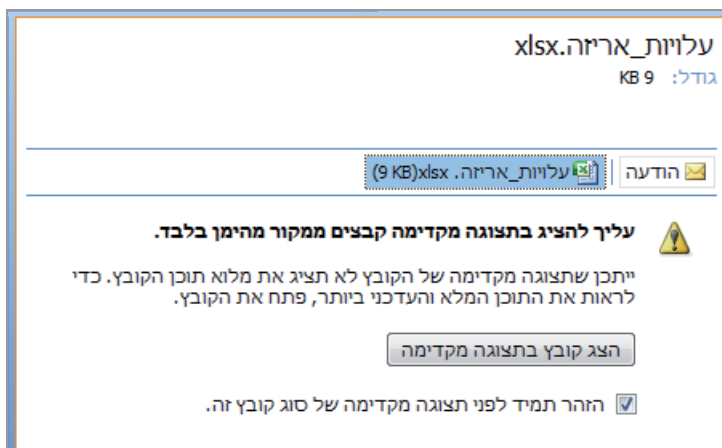 עלויות_אריזה.xlsx
גודל: 9 KB
הודעה עלויות_אריזה.xlsx(9 KB)
עליך להציג בתצוגה מקדימה קבצים ממקור מהימן בלבד.
ייתכן שתצוגה מקדימה של הקובץ לא תציג את מלוא תוכן הקובץ. כדי
לראות את התוכן המלא והעדכני ביותר, פתח את הקובץ.
הצג קובץ בתצוגה מקדימה
הזהר תמיד לפני תצוגה מקדימה של סוג קובץ זה.